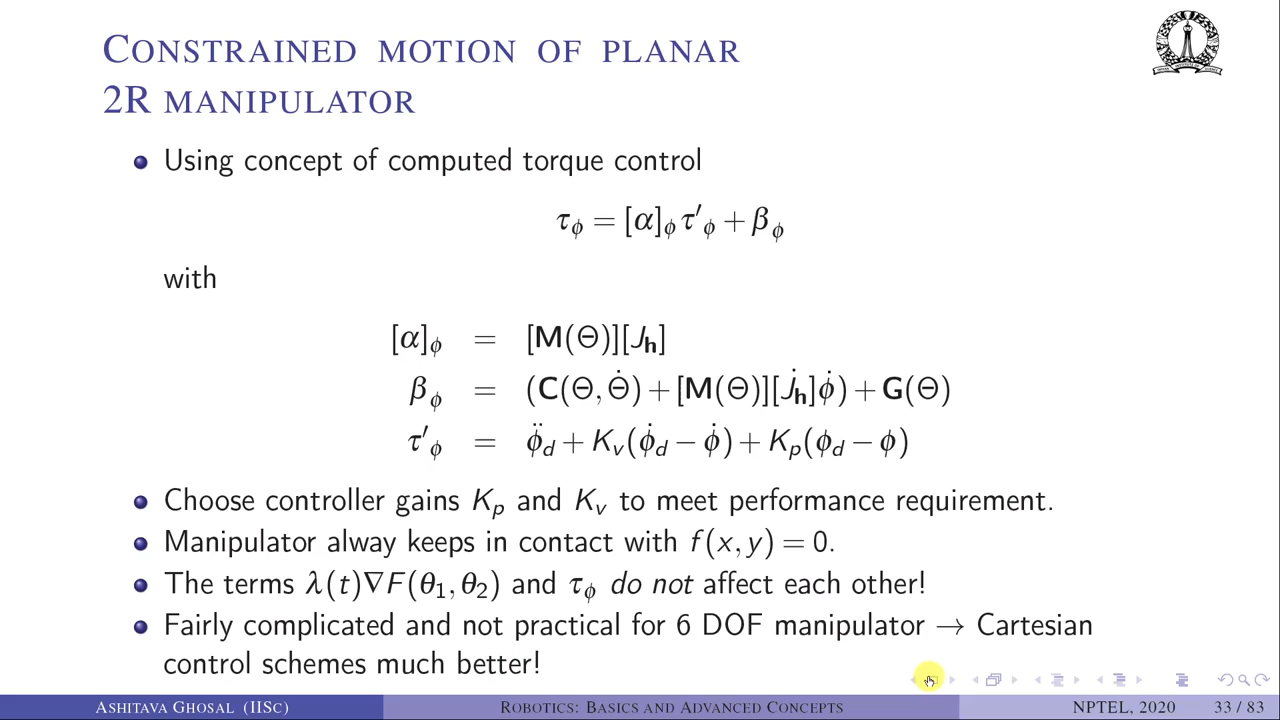 CONSTRAINED MOTION OF PLANAR
2R MANIPULATOR
Using concept of computed torque control
τ_ϕ = [α]_ϕ τ′_ϕ + β_ϕ
with
[α]_ϕ = [M(Θ)][J_h]
β_ϕ = (C(Θ, Θ̇) + [M(Θ)][J̇_h]ϕ̇) + G(Θ)
τ′_ϕ = ϕ̈_d + K_v(ϕ̇_d − ϕ̇) + K_p(ϕ_d − ϕ)
Choose controller gains K_p and K_v to meet performance requirement.
Manipulator alway keeps in contact with f(x, y) = 0.
The terms λ(t)∇F(θ₁, θ₂) and τ_ϕ do not affect each other!
Fairly complicated and not practical for 6 DOF manipulator → Cartesian
control schemes much better!
ASHITAVA GHOSAL (IISC) ROBOTICS: BASICS AND ADVANCED CONCEPTS NPTEL, 2020 33 / 83